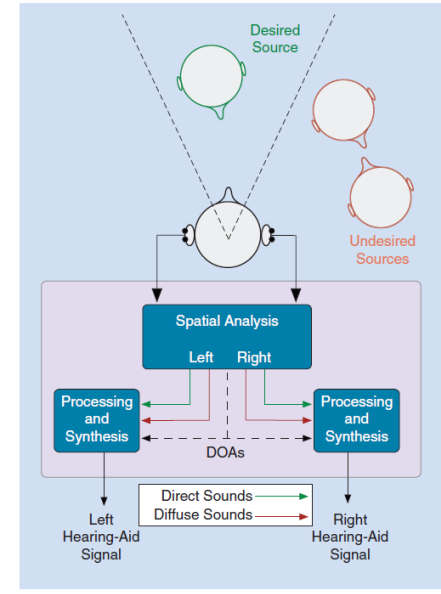 Desired
Source
Undesired
Sources
Spatial Analysis
Left Right
Processing
and
Synthesis
Processing
and
Synthesis
DOAs
Direct Sounds
Diffuse Sounds
Left
Hearing-Aid
Signal
Right
Hearing-Aid
Signal